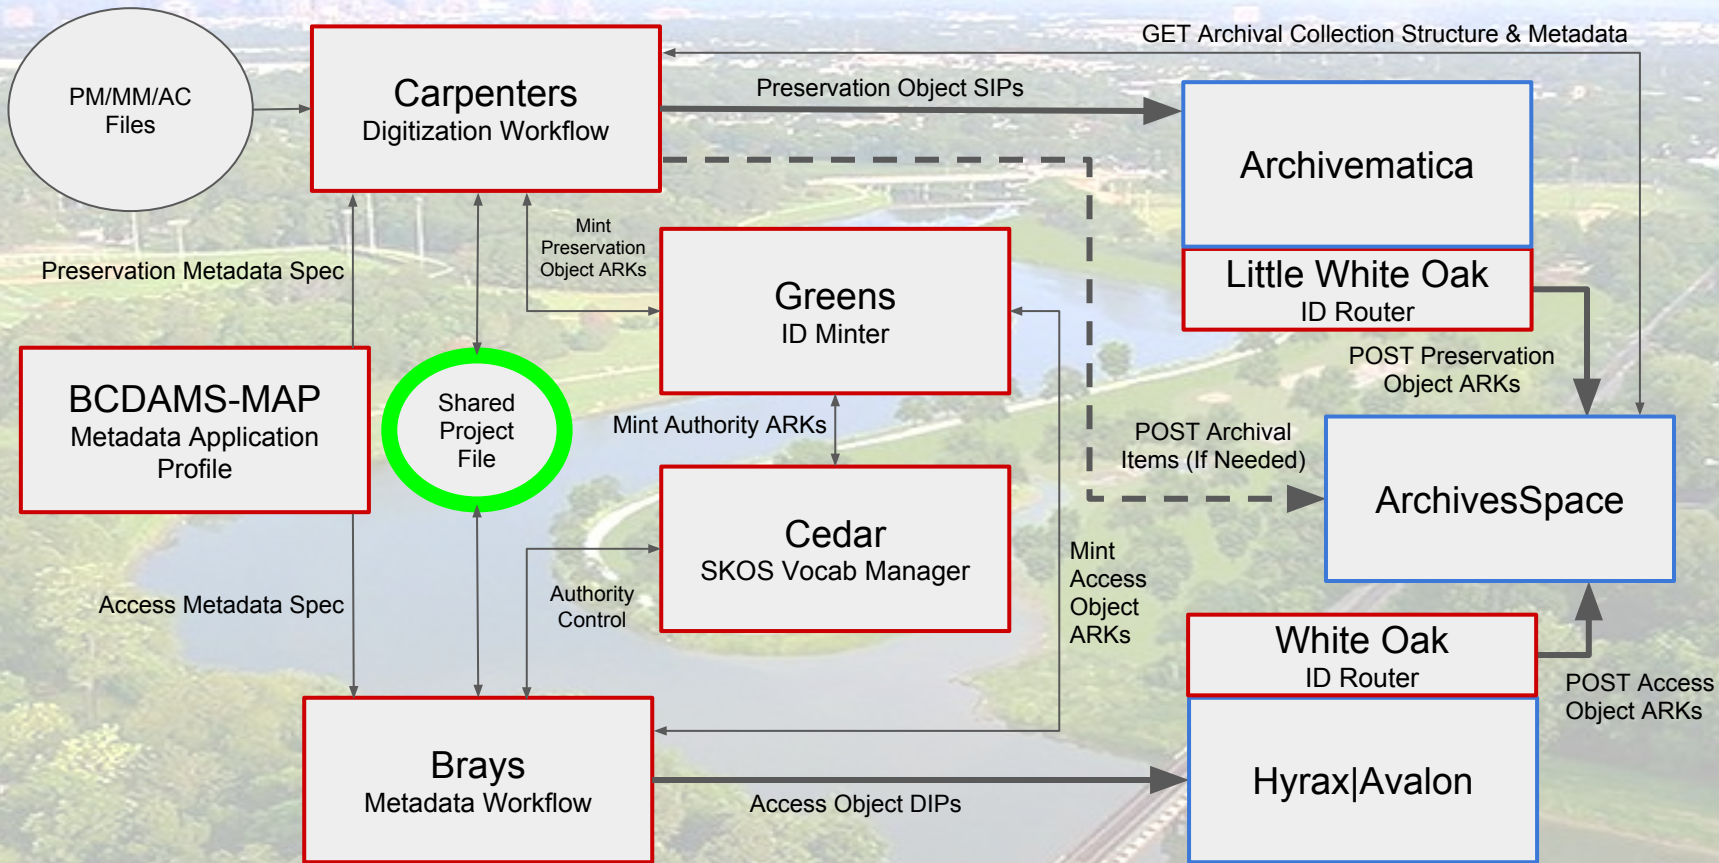 GET Archival Collection Structure & Metadata
PM/MM/AC
Files
Carpenters
Digitization Workflow
Preservation Object SIPs
Archivematica
Mint
Preservation
Object ARKs
Preservation Metadata Spec
Greens
ID Minter
Little White Oak
ID Router
POST Preservation
Object ARKs
BCDAMS-MAP
Metadata Application
Profile
Shared
Project
File
Mint Authority ARKs
POST Archival
Items (If Needed)
ArchivesSpace
Cedar
SKOS Vocab Manager
Mint
Access
Object
ARKs
Access Metadata Spec
Authority
Control
White Oak
ID Router
POST Access
Object ARKs
Brays
Metadata Workflow
Access Object DIPs
Hyrax|Avalon